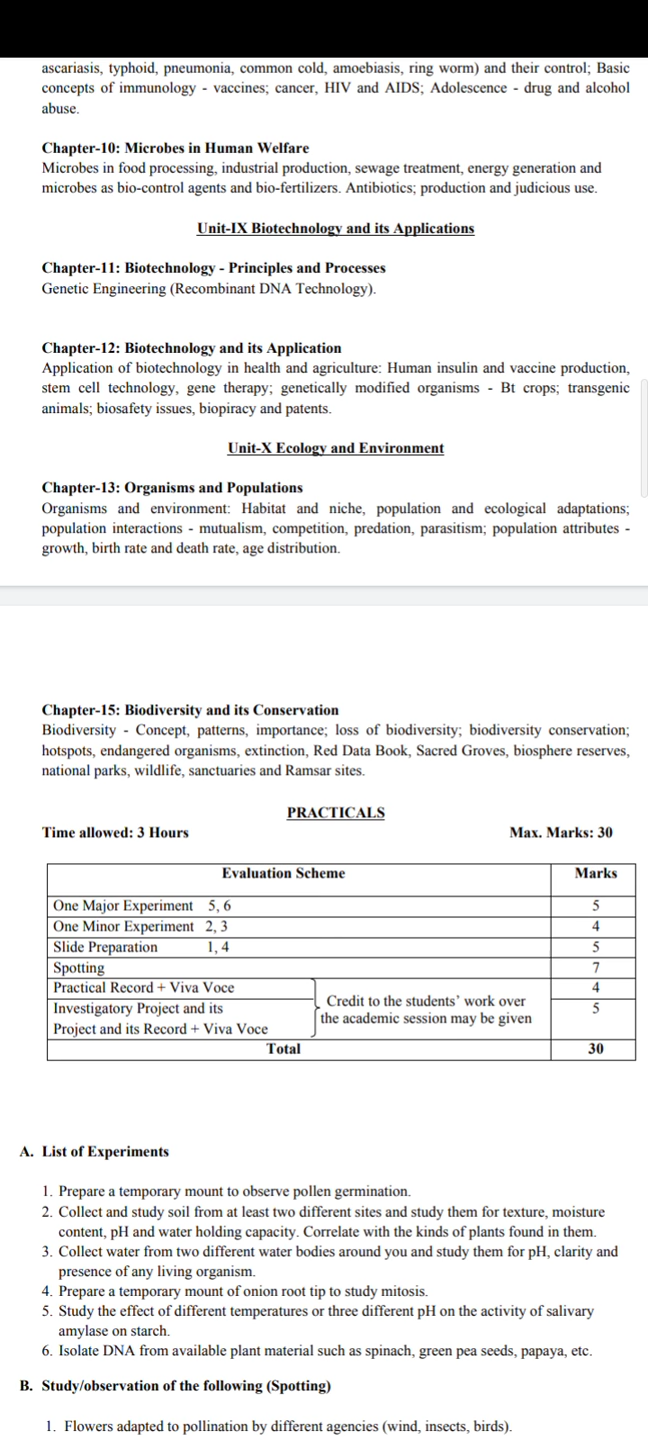 ascariasis, typhoid, pneumonia, common cold, amoebiasis, ring worm) and their control; Basic
concepts of immunology - vaccines; cancer, HIV and AIDS; Adolescence - drug and alcohol
abuse.
Chapter-10: Microbes in Human Welfare
Microbes in food processing, industrial production, sewage treatment, energy generation and
microbes as bio-control agents and bio-fertilizers. Antibiotics; production and judicious use.
Unit-IX Biotechnology and its Applications
Chapter-11: Biotechnology - Principles and Processes
Genetic Engineering (Recombinant DNA Technology).
Chapter-12: Biotechnology and its Application
Application of biotechnology in health and agriculture: Human insulin and vaccine production,
stem cell technology, gene therapy; genetically modified organisms - Bt crops; transgenic
animals; biosafety issues, biopiracy and patents.
Unit-X Ecology and Environment
Chapter-13: Organisms and Populations
Organisms and environment: Habitat and niche, population and ecological adaptations;
population interactions - mutualism, competition, predation, parasitism; population attributes -
growth, birth rate and death rate, age distribution.
Chapter-15: Biodiversity and its Conservation
Biodiversity - Concept, patterns, importance; loss of biodiversity; biodiversity conservation;
hotspots, endangered organisms, extinction, Red Data Book, Sacred Groves, biosphere reserves,
national parks, wildlife, sanctuaries and Ramsar sites.
PRACTICALS
Time allowed: 3 Hours Max. Marks: 30
Evaluation Scheme Marks
One Major Experiment 5, 6 5
One Minor Experiment 2, 3 4
Slide Preparation 1, 4 5
Spotting 7
Practical Record + Viva Voce 4
Investigatory Project and its 5
Project and its Record + Viva Voce
Credit to the students’ work over
the academic session may be given
Total 30
A. List of Experiments
1. Prepare a temporary mount to observe pollen germination.
2. Collect and study soil from at least two different sites and study them for texture, moisture
content, pH and water holding capacity. Correlate with the kinds of plants found in them.
3. Collect water from two different water bodies around you and study them for pH, clarity and
presence of any living organism.
4. Prepare a temporary mount of onion root tip to study mitosis.
5. Study the effect of different temperatures or three different pH on the activity of salivary
amylase on starch.
6. Isolate DNA from available plant material such as spinach, green pea seeds, papaya, etc.
B. Study/observation of the following (Spotting)
1. Flowers adapted to pollination by different agencies (wind, insects, birds).